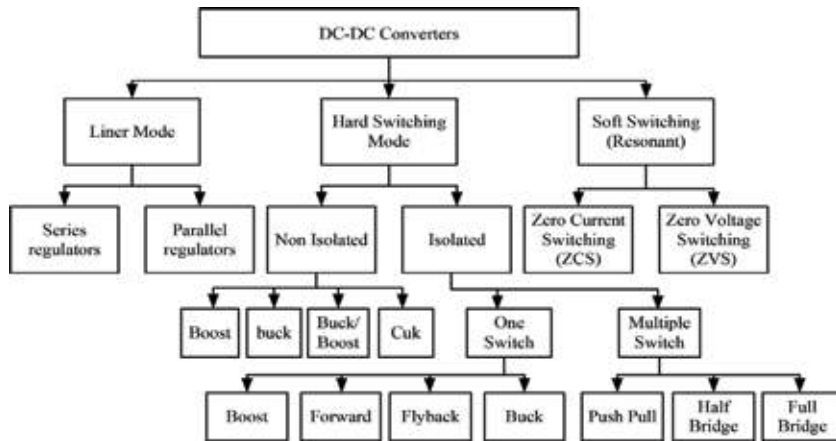 DC-DC Converters
Liner Mode
Hard Switching
Mode
Soft Switching
(Resonant)
Series
regulators
Parallel
regulators
Non Isolated
Isolated
Zero Current
Switching
(ZCS)
Zero Voltage
Switching
(ZVS)
Boost
buck
Buck/
Boost
Cuk
One
Switch
Multiple
Switch
Boost
Forward
Flyback
Buck
Push Pull
Half
Bridge
Full
Bridge